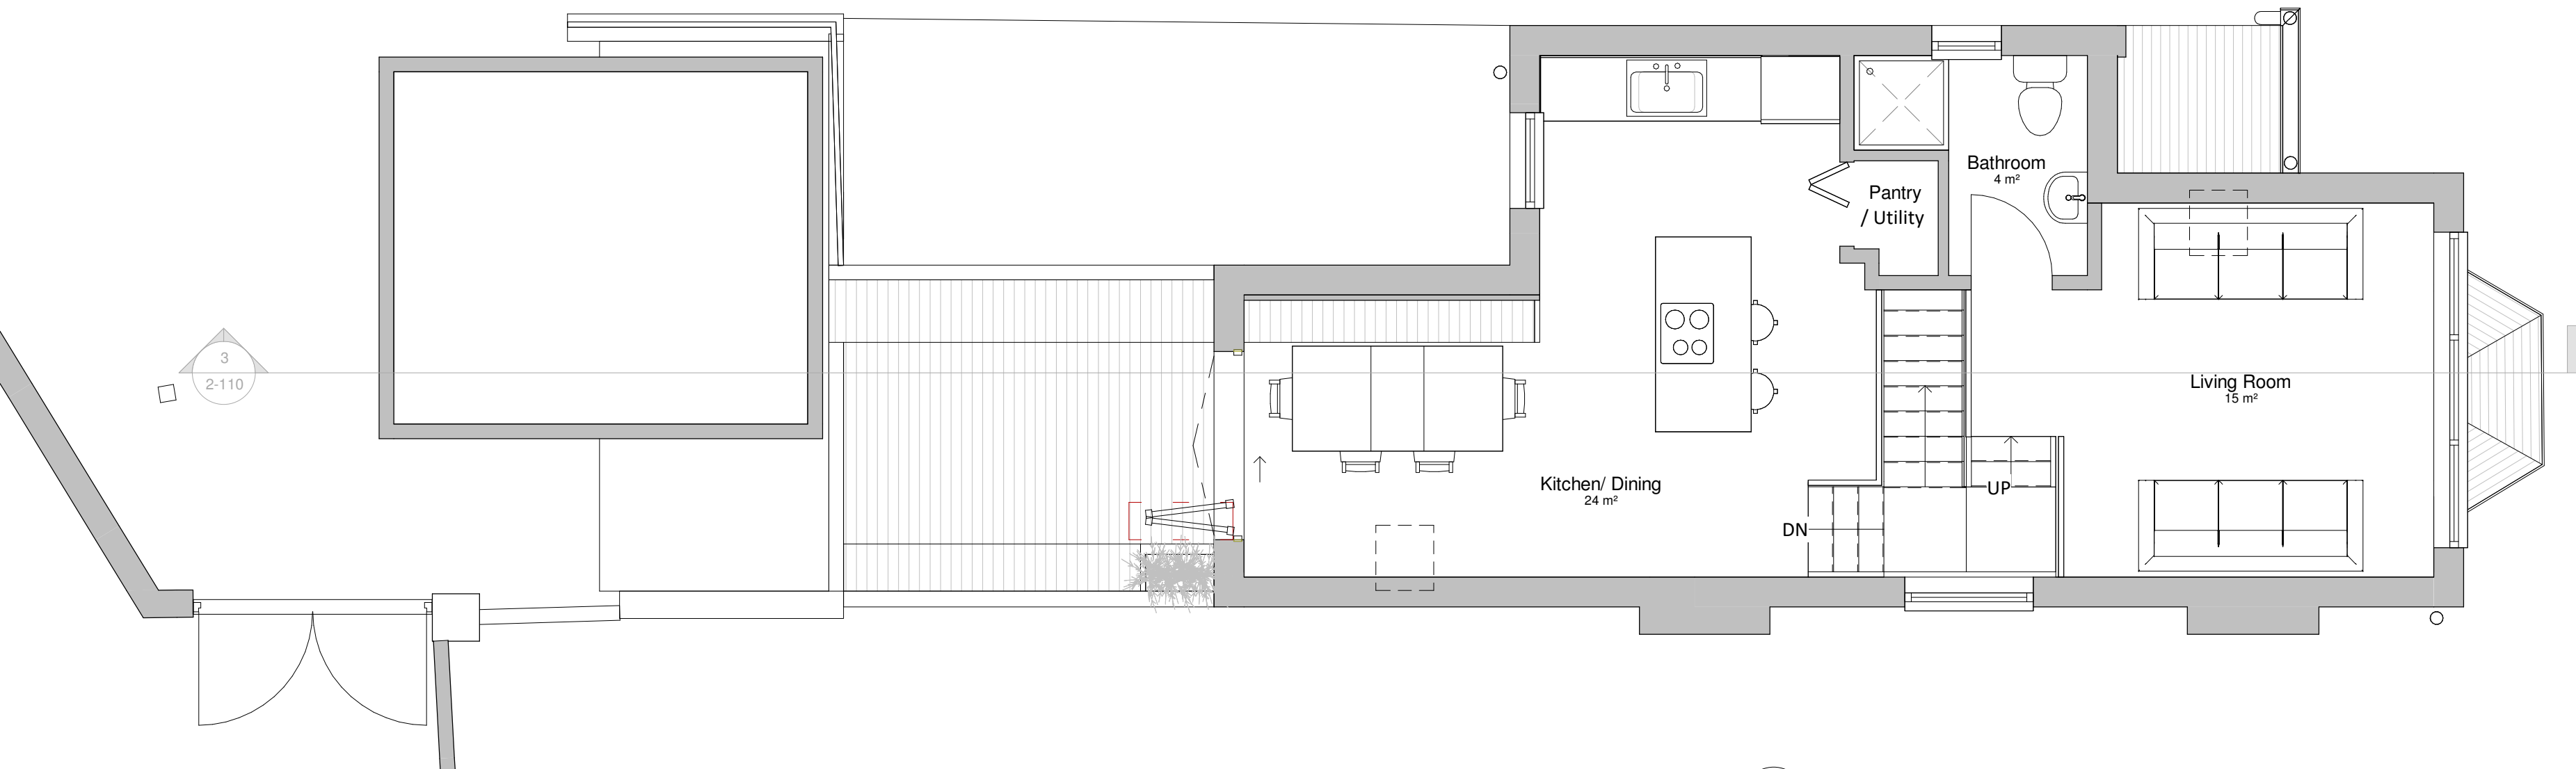 3
2-110
Kitchen/ Dining
24 m²
Pantry
/ Utility
Bathroom
4 m²
DN
UP
Living Room
15 m²